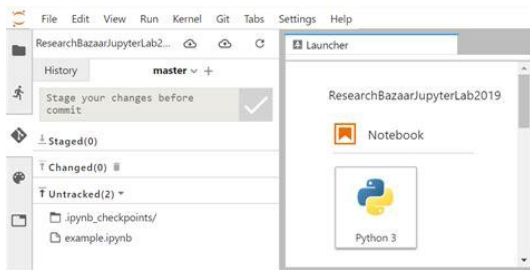 File Edit View Run Kernel Git Tabs Settings Help
ResearchBazaarJupyterLab2...
History master +
Stage your changes before
commit
Staged(0)
Changed(0)
Untracked(2)
.ipynb_checkpoints/
example.ipynb
Launcher
ResearchBazaarJupyterLab2019
Notebook
Python 3